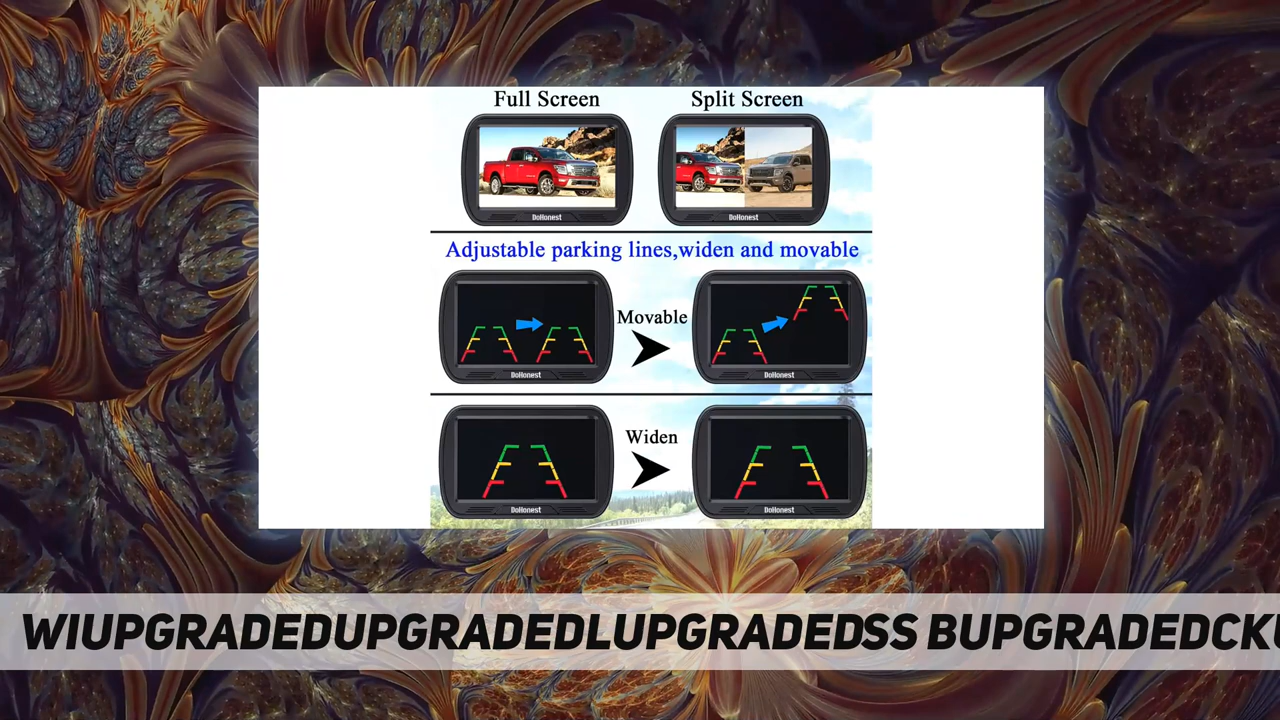 Full Screen
Split Screen
DoHonest
DoHonest
Adjustable parking lines,widen and movable
Movable
DoHonest
DoHonest
Widen
DoHonest
DoHonest
WIUPGRADEDUPGRADEDLUPGRADEDSS BUPGRADEDCKU